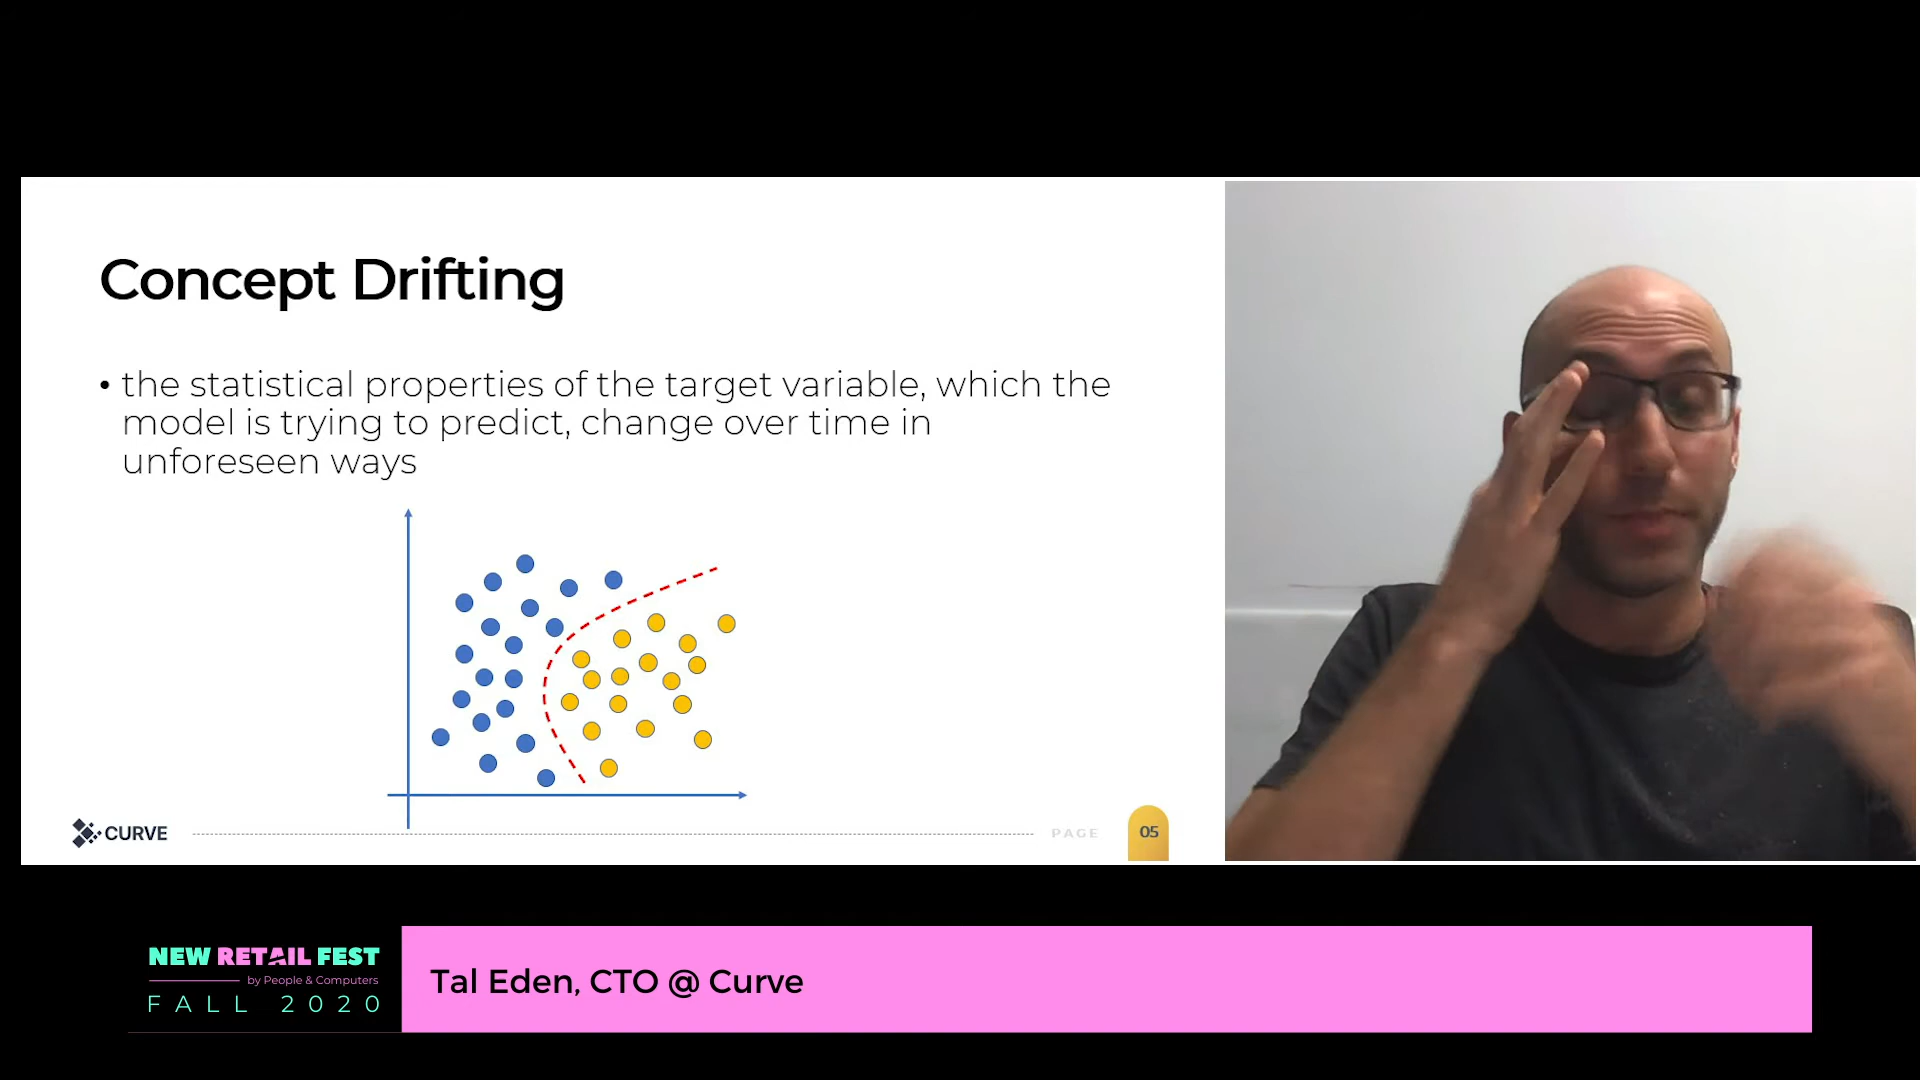 Concept Drifting
• the statistical properties of the target variable, which the
model is trying to predict, change over time in
unforeseen ways
CURVE
PAGE
05
NEW RETAIL FEST
by People & Computers
FALL 2020
Tal Eden, CTO @ Curve